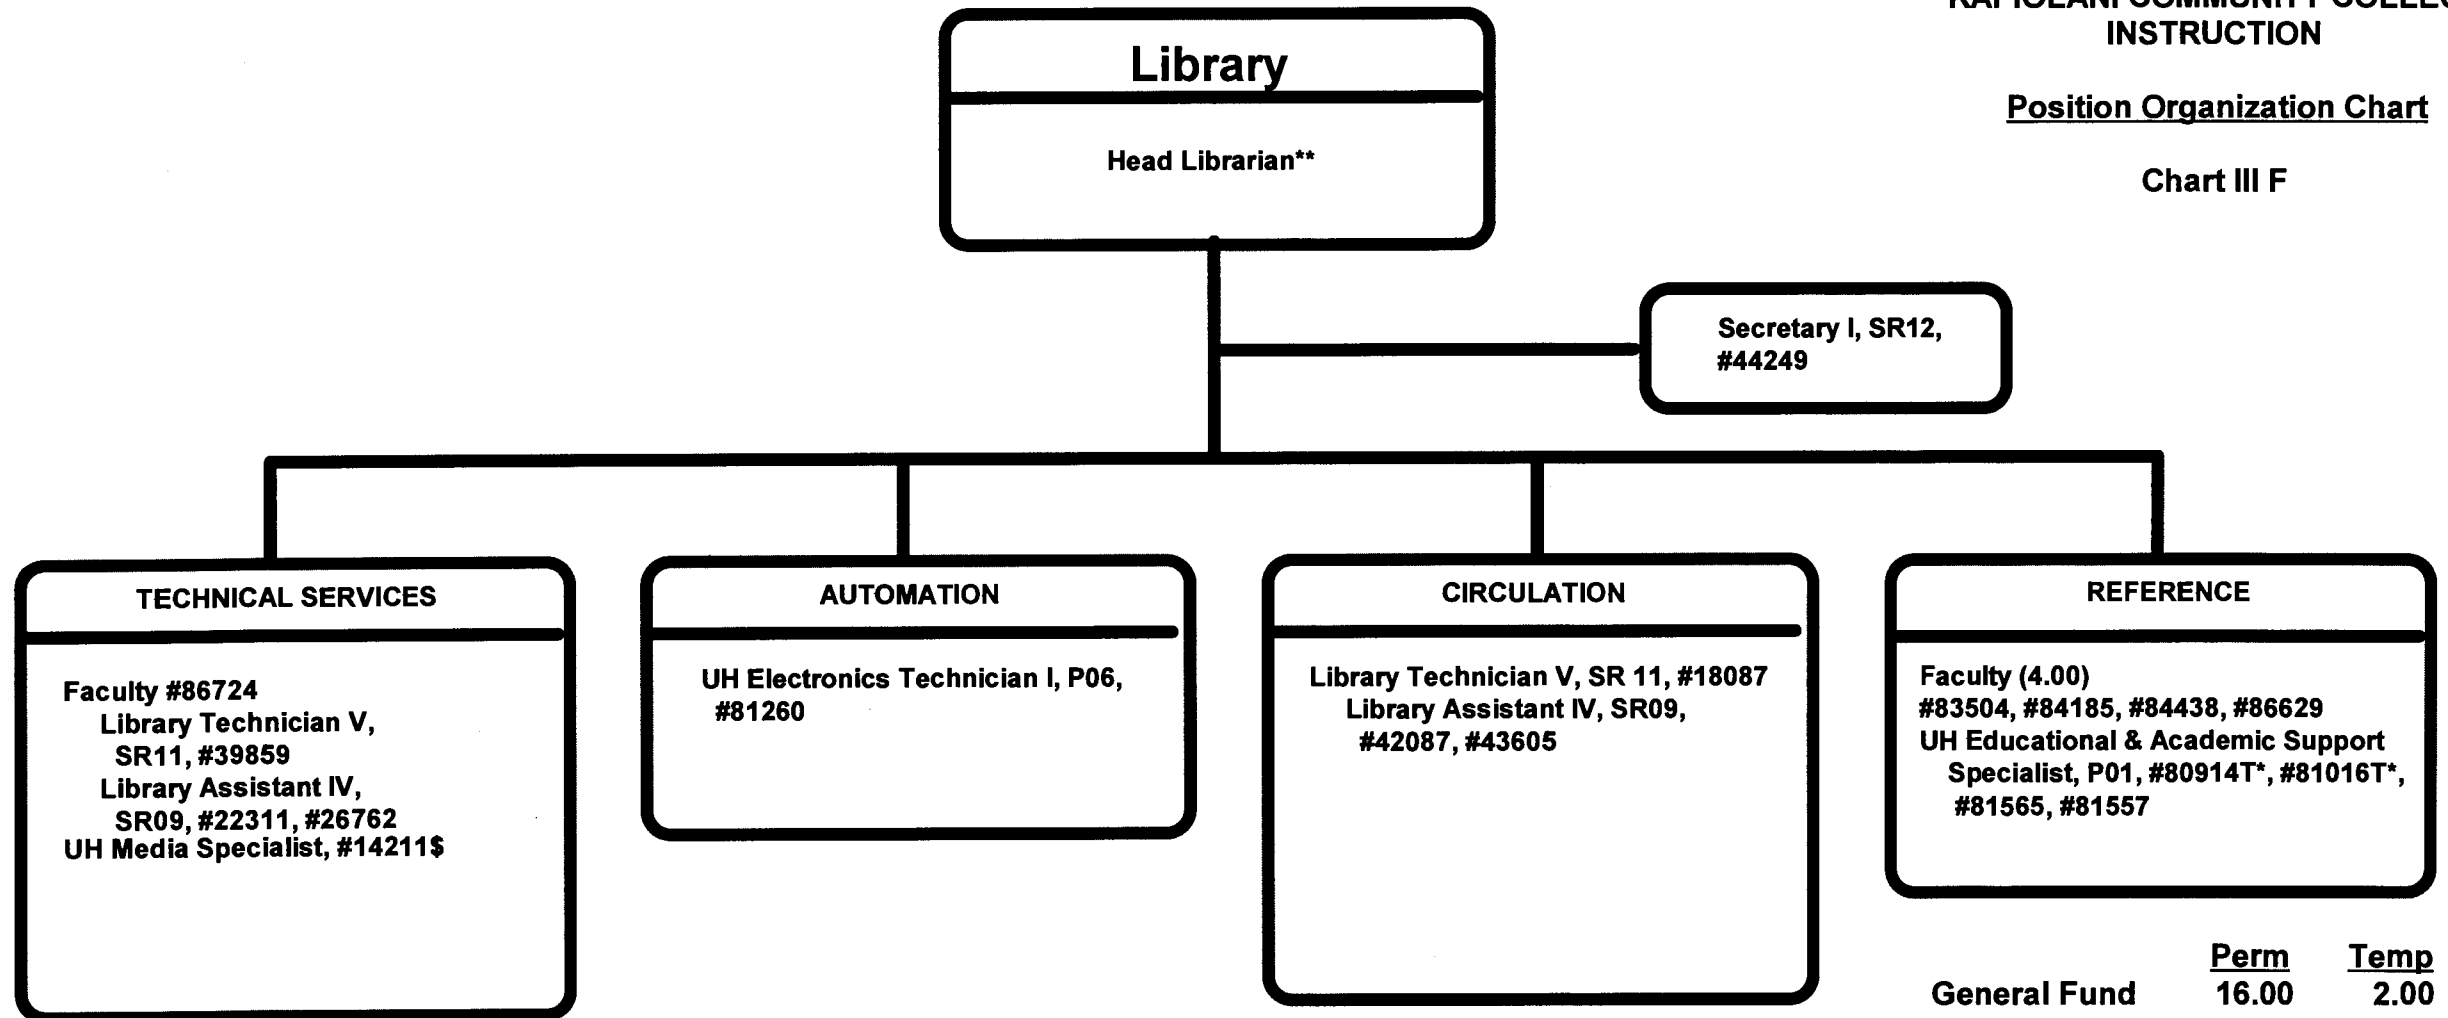 INSTRUCTION
Position Organization Chart
Chart III F
Library
Head Librarian**
Secretary I, SR12,
#44249
TECHNICAL SERVICES
Faculty #86724
Library Technician V,
SR11, #39859
Library Assistant IV,
SR09, #22311, #26762
UH Media Specialist, #14211$
AUTOMATION
UH Electronics Technician I, P06,
#81260
CIRCULATION
Library Technician V, SR 11, #18087
Library Assistant IV, SR09,
#42087, #43605
REFERENCE
Faculty (4.00)
#83504, #84185, #84438, #86629
UH Educational & Academic Support
Specialist, P01, #80914T*, #81016T*,
#81565, #81557
Perm Temp
General Fund 16.00 2.00